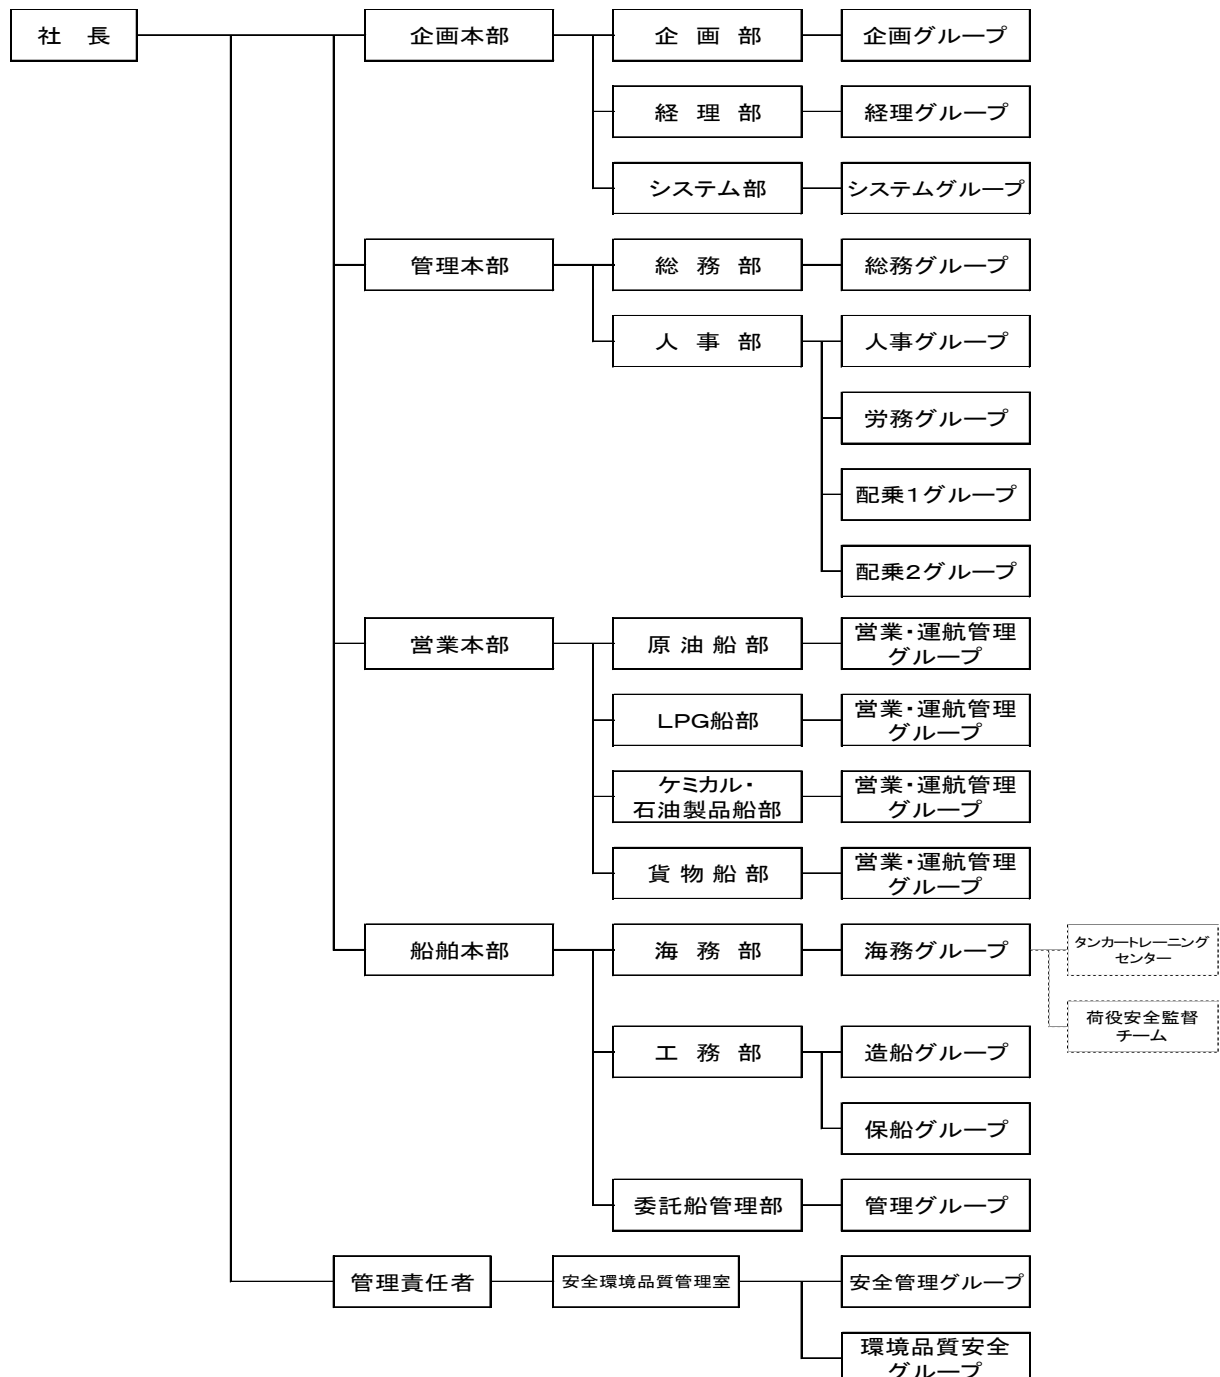 社 長
企画本部
企 画 部
企画グループ
経 理 部
経理グループ
システム部
システムグループ
管理本部
総 務 部
総務グループ
人 事 部
人事グループ
労務グループ
配乗1グループ
配乗2グループ
営業本部
原 油 船 部
営業・運航管理
グループ
LPG船部
営業・運航管理
グループ
ケミカル・
石油製品船部
営業・運航管理
グループ
貨 物 船 部
営業・運航管理
グループ
船舶本部
海 務 部
海務グループ
タンカートレーニング
センター
荷役安全監督
チーム
工 務 部
造船グループ
保船グループ
委託船管理部
管理グループ
管理責任者
安全環境品質管理室
安全管理グループ
環境品質安全
グループ